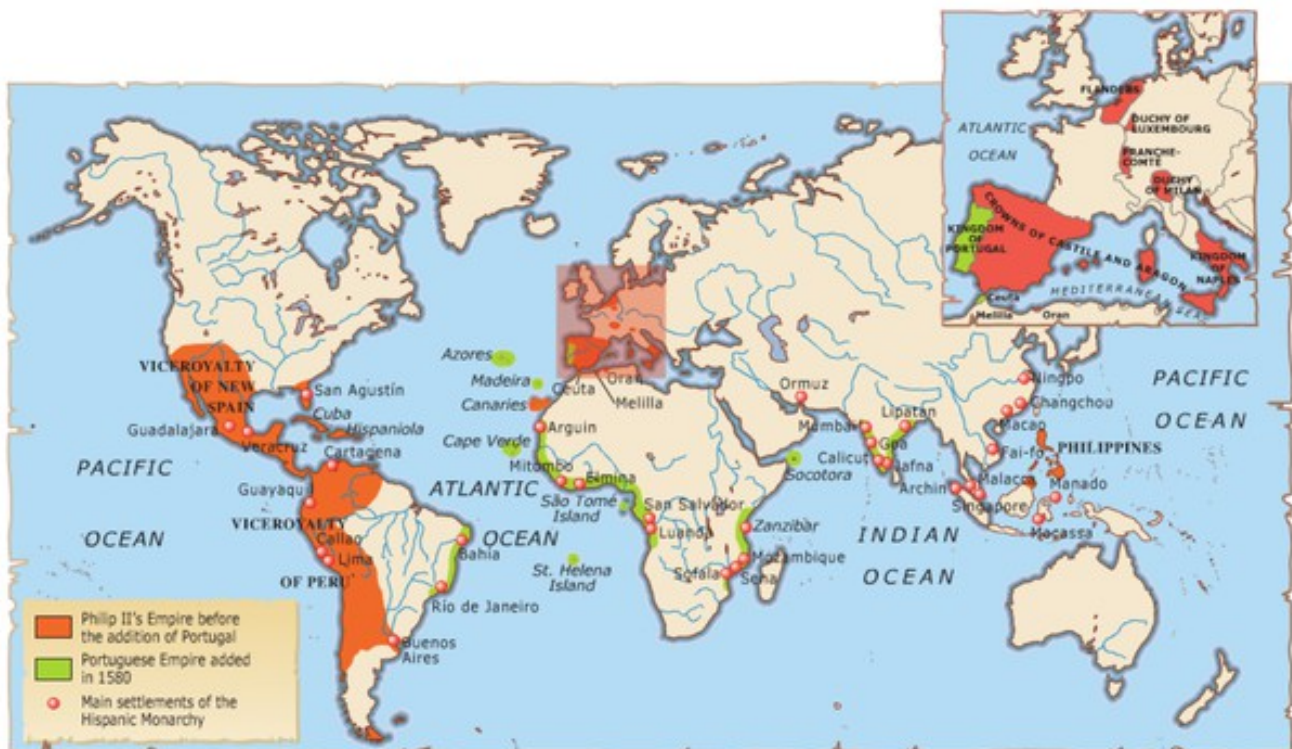 FLANDERS
ATLANTIC
OCEAN
DUCHY OF
LUXEMBOURG
FRANCHE-
COMTE
DUCHY
OF MILAN
CROWNS OF CASTILE AND ARAGON
KINGDOM
OF
PORTUGAL
KINGDOM
OF
NAPLES
MEDITERRANEAN SEA
Ceuta
Melilla
Oran
VICEROYALTY
OF NEW
SPAIN
San Agustín
Cuba
Hispaniola
Guadalajara
Veracruz
Cartagena
PACIFIC
OCEAN
Guayaquil
VICEROYALTY
OF PERU
Callao
Lima
Bahia
Río de Janeiro
Buenos
Aires
ATLANTIC
OCEAN
Azores
Madeira
Canaries
Cape Verde
Ceuta
Oran
Melilla
Arguin
Mitombo
Elmina
São Tomé
Island
St. Helena
Island
San Salvador
Luanda
Zanzibar
Mozambique
Sofala
Sena
Socotora
Ormuz
Mumbai
Lipatan
Goa
Calicut
Jafna
INDIAN
OCEAN
Ningpo
Changchou
Macao
Fai-fo
PHILIPPINES
Malacca
Manado
Archin
Singapore
Mocassa
PACIFIC
OCEAN
Philip II's Empire before
the addition of Portugal
Portuguese Empire added
in 1580
Main settlements of the
Hispanic Monarchy